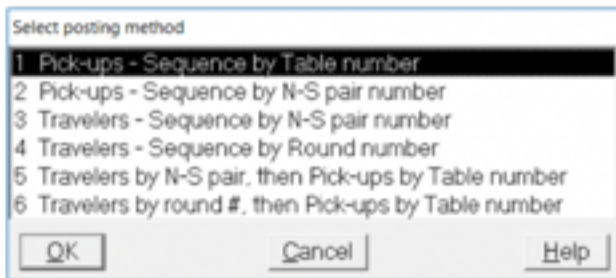 Select posting method
1 Pick-ups - Sequence by Table number
2 Pick-ups - Sequence by N-S pair number
3 Travelers - Sequence by N-S pair number
4 Travelers - Sequence by Round number
5 Travelers by N-S pair, then Pick-ups by Table number
6 Travelers by round #, then Pick-ups by Table number
OK Cancel Help